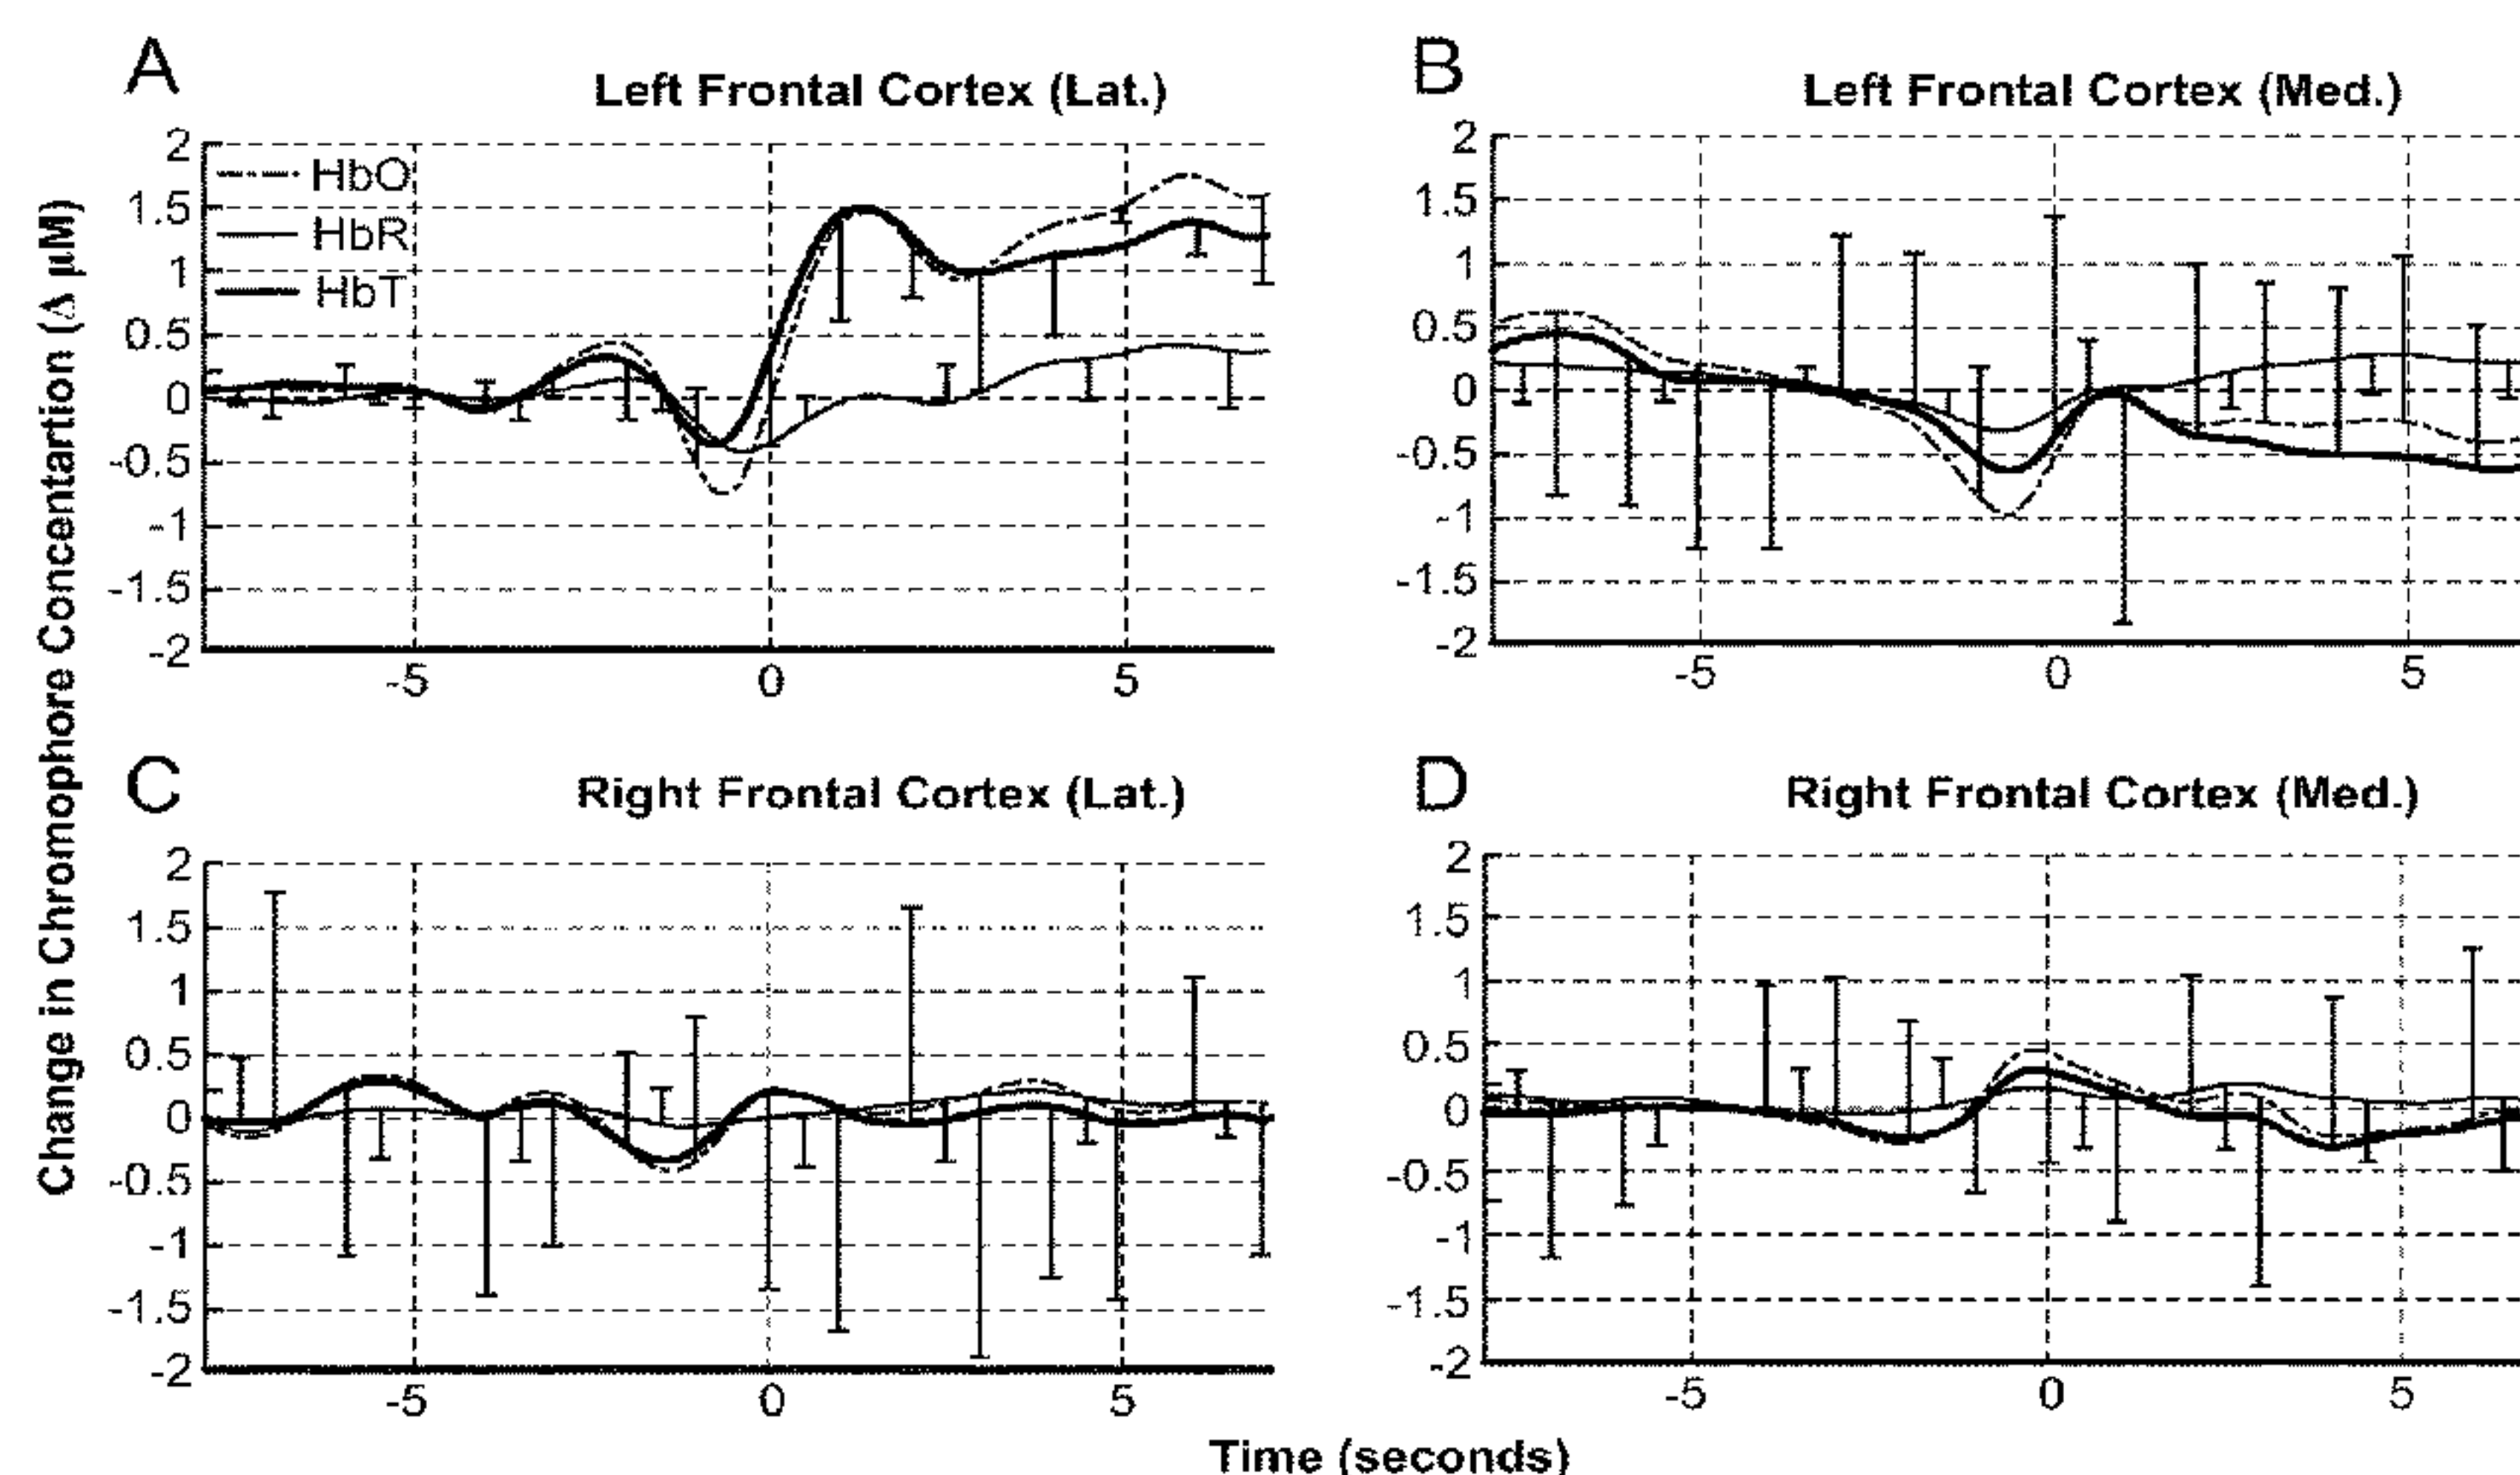 A
Left Frontal Cortex (Lat.)
2
1.5
1
0.5
0
-0.5
-1
-1.5
-2
HbO
HbR
HbT
-5 0 5
B
Left Frontal Cortex (Med.)
2
1.5
1
0.5
0
-0.5
-1
-1.5
-2
-5 0 5
Change in Chromophore Concentartion (Δ μM)
C
Right Frontal Cortex (Lat.)
2
1.5
1
0.5
0
-0.5
-1
-1.5
-2
-5 0 5
D
Right Frontal Cortex (Med.)
2
1.5
1
0.5
0
-0.5
-1
-1.5
-2
-5 0 5
Time (seconds)